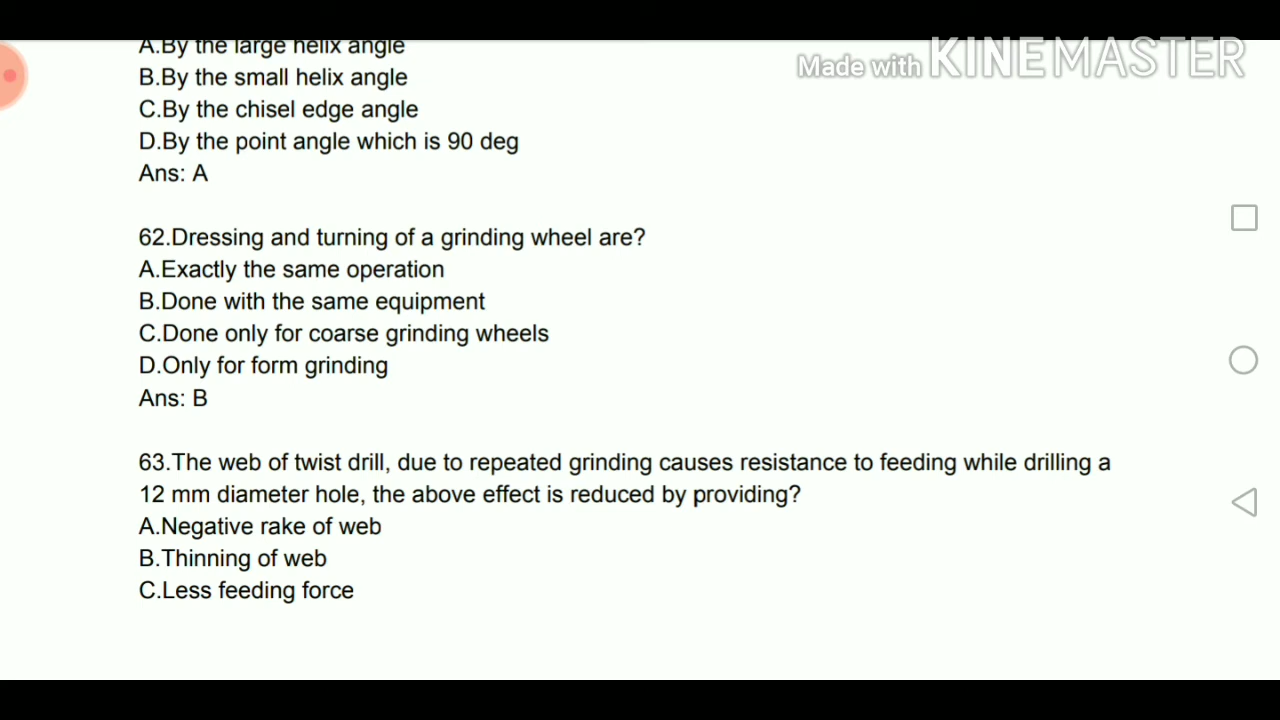 A.By the large helix angle
Made with KINEMASTER
B.By the small helix angle
C.By the chisel edge angle
D.By the point angle which is 90 deg
Ans: A
62.Dressing and turning of a grinding wheel are?
A.Exactly the same operation
B.Done with the same equipment
C.Done only for coarse grinding wheels
D.Only for form grinding
Ans: B
63.The web of twist drill, due to repeated grinding causes resistance to feeding while drilling a
12 mm diameter hole, the above effect is reduced by providing?
A.Negative rake of web
B.Thinning of web
C.Less feeding force